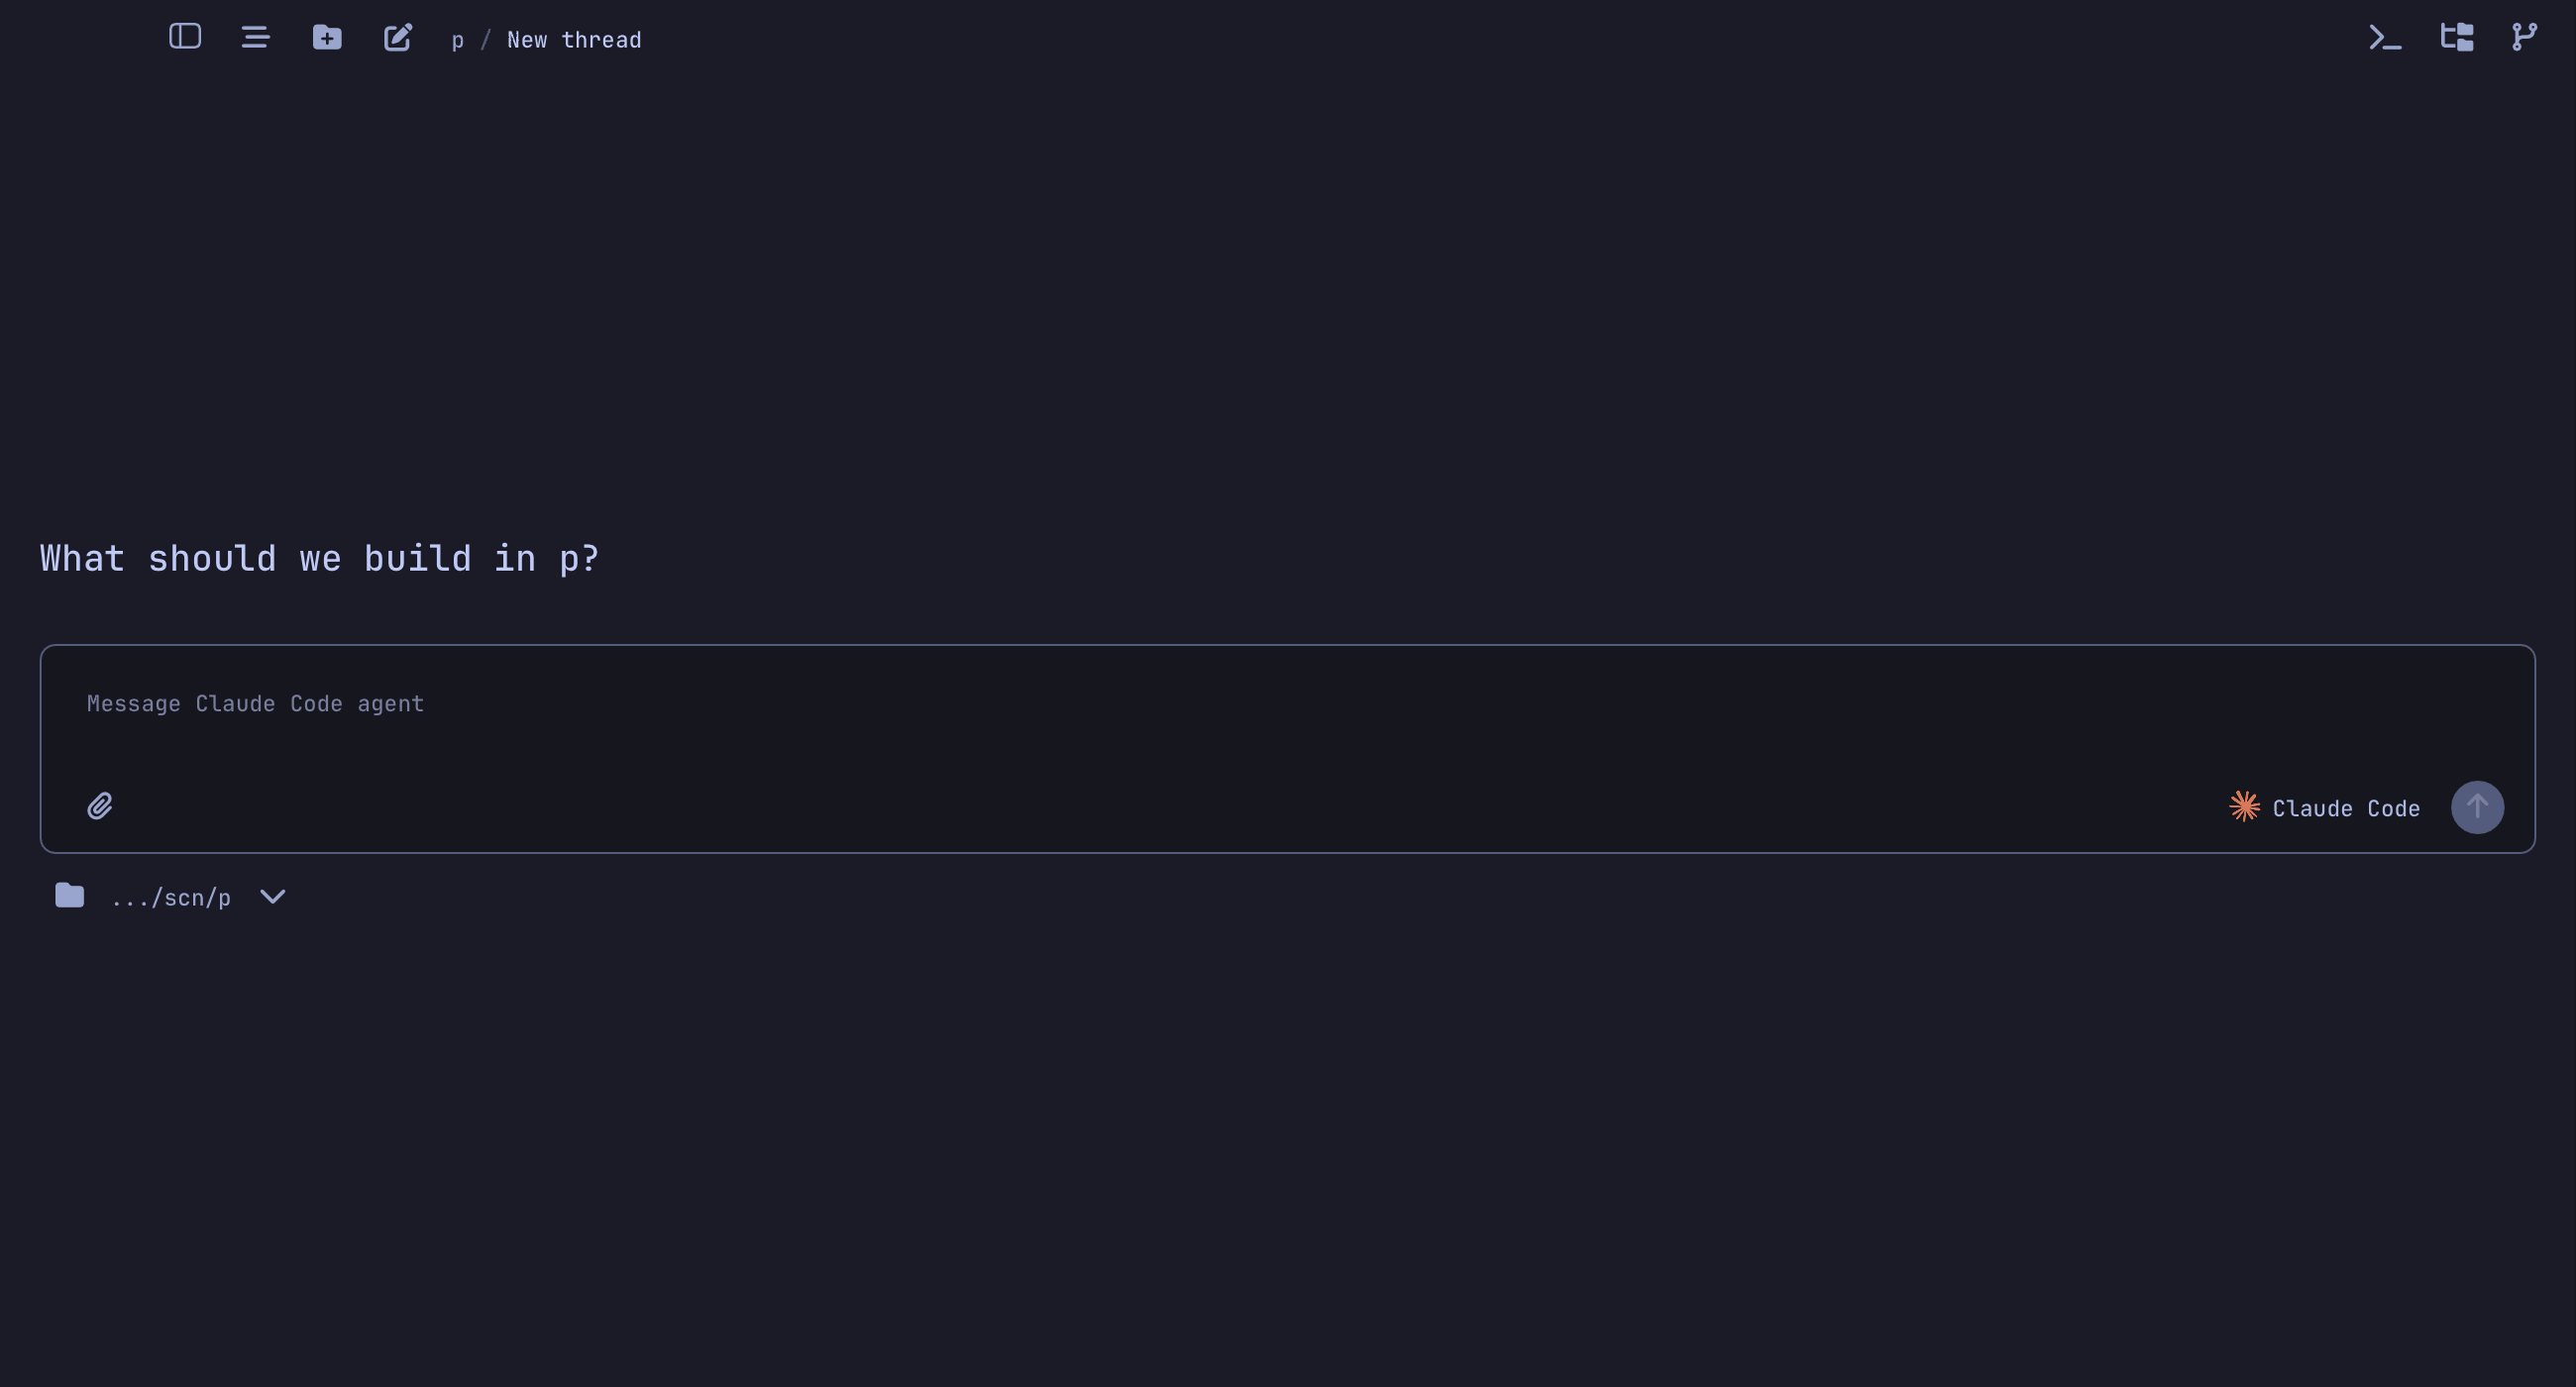 p / New thread
What should we build in p?
Message Claude Code agent
Claude Code
.../scn/p